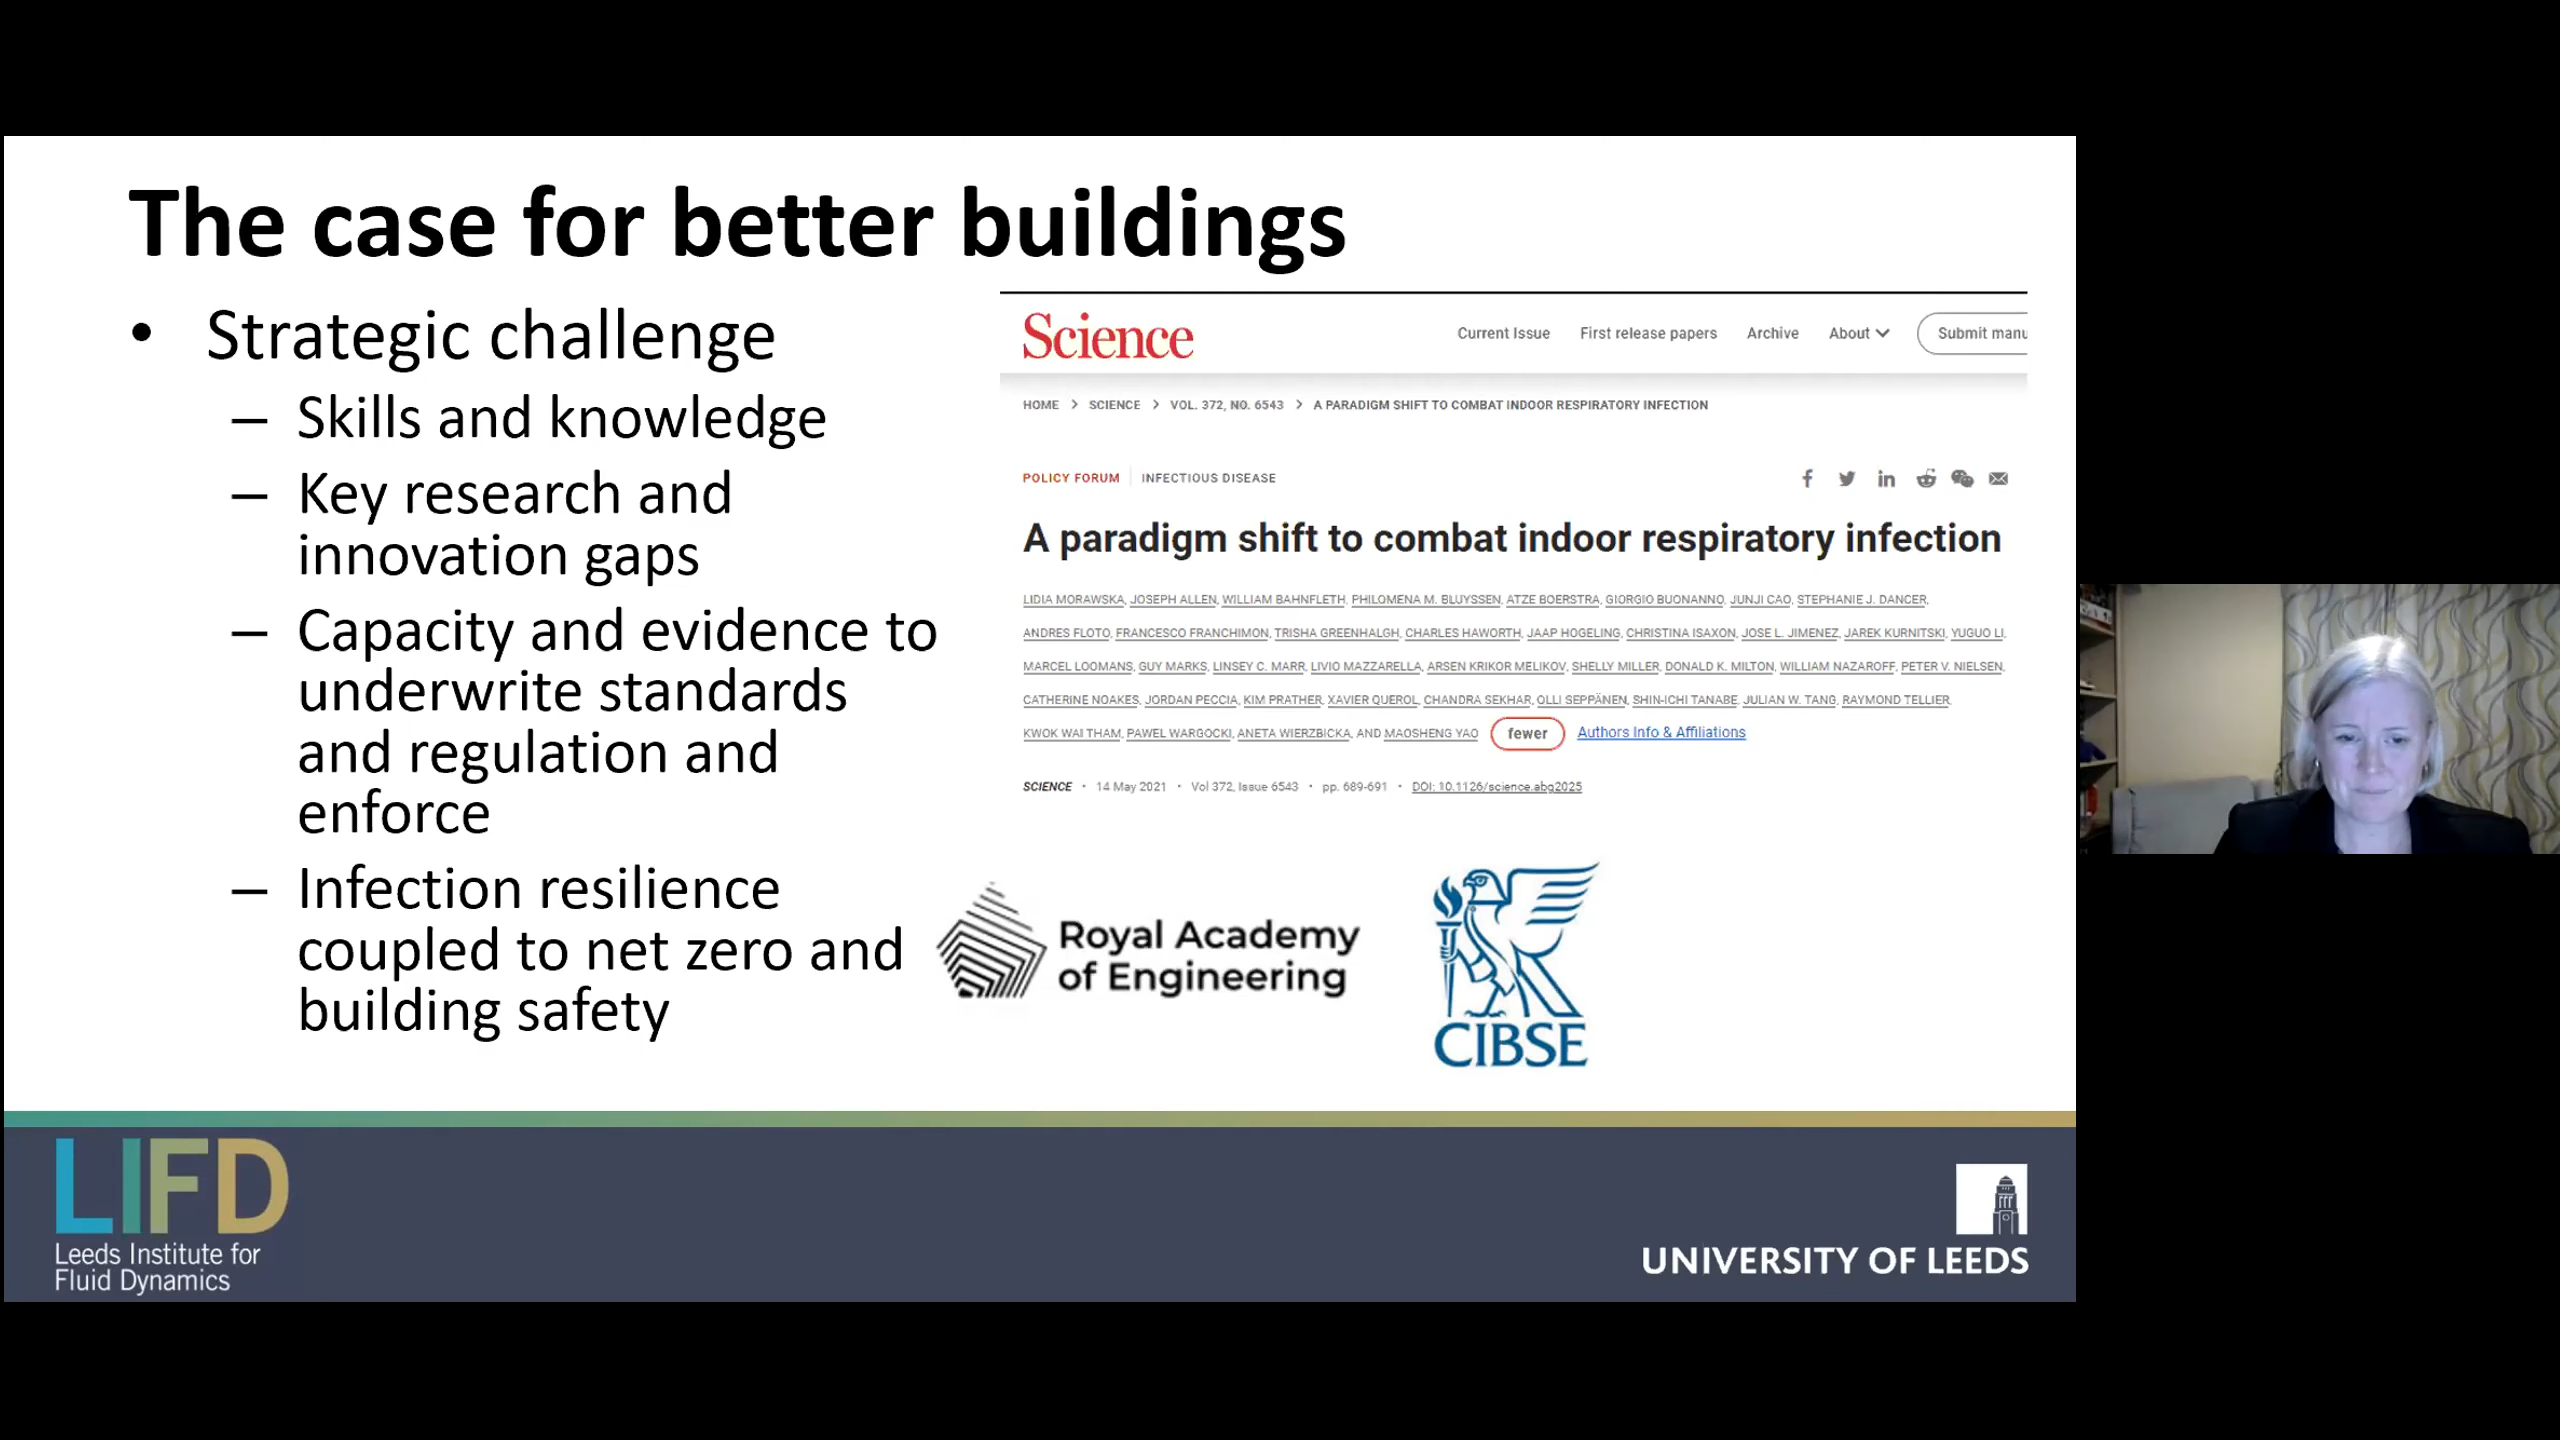 The case for better buildings
• Strategic challenge
– Skills and knowledge
– Key research and
innovation gaps
– Capacity and evidence to
underwrite standards
and regulation and
enforce
– Infection resilience
coupled to net zero and
building safety
Science
Current Issue First release papers Archive About Submit manu
HOME > SCIENCE > VOL. 372, NO. 6543 > A PARADIGM SHIFT TO COMBAT INDOOR RESPIRATORY INFECTION
POLICY FORUM | INFECTIOUS DISEASE
A paradigm shift to combat indoor respiratory infection
LIDIA MORAWSKA, JOSEPH ALLEN, WILLIAM BAHNFLETH, PHILOMENA M. BLUYSSEN, ATZE BOERSTRA, GIORGIO BUONANNO, JUNJI CAO, STEPHANIE J. DANCER,
ANDRES FLOTO, FRANCESCO FRANCHIMON, TRISHA GREENHALGH, CHARLES HAWORTH, JAAP HOGELING, CHRISTINA ISAXON, JOSE L. JIMENEZ, JAREK KURNITSKI, YUGUO LI,
MARCEL LOOMANS, GUY MARKS, LINSEY C. MARR, LIVIO MAZZARELLA, ARSEN KRIKOR MELIKOV, SHELLY MILLER, DONALD K. MILTON, WILLIAM NAZAROFF, PETER V. NIELSEN,
CATHERINE NOAKES, JORDAN PECCIA, KIM PRATHER, XAVIER QUEROL, CHANDRA SEKHAR, OLLI SEPPÄNEN, SHIN-ICHI TANABE, JULIAN W. TANG, RAYMOND TELLIER,
KWOK WAI THAM, PAWEL WARGOCKI, ANETA WIERZBICKA, AND MAOSHENG YAO fewer Authors Info & Affiliations
SCIENCE • 14 May 2021 • Vol 372, Issue 6543 • pp. 689-691 • DOI: 10.1126/science.abg2025
Royal Academy
of Engineering
CIBSE
LIFD
Leeds Institute for
Fluid Dynamics
UNIVERSITY OF LEEDS